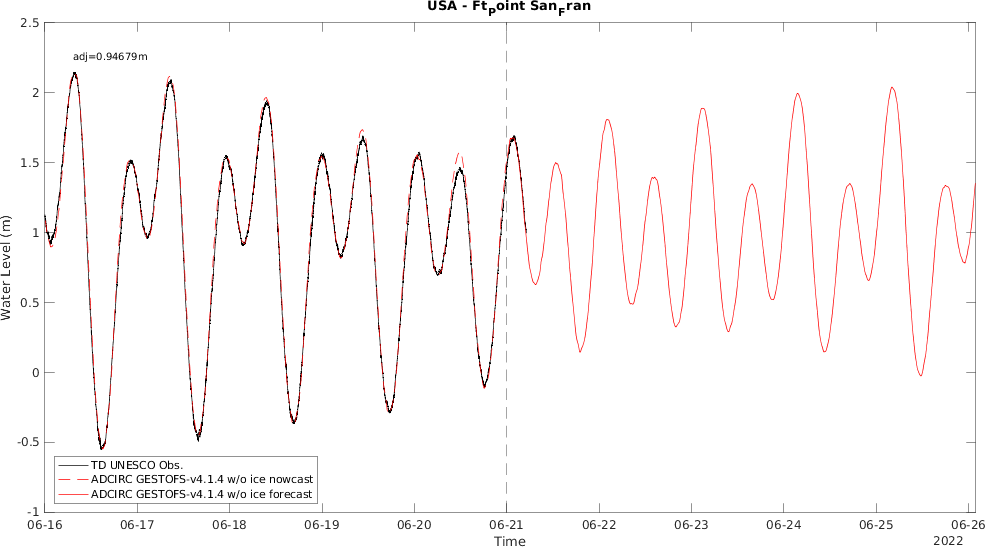 USA - FtPoint SanFran
adj=0.94679m
2.5
2
1.5
1
0.5
0
-0.5
-1
Water Level (m)
TD UNESCO Obs.
ADCIRC GESTOFS-v4.1.4 w/o ice nowcast
ADCIRC GESTOFS-v4.1.4 w/o ice forecast
06-16 06-17 06-18 06-19 06-20 06-21 06-22 06-23 06-24 06-25 06-26
Time
2022